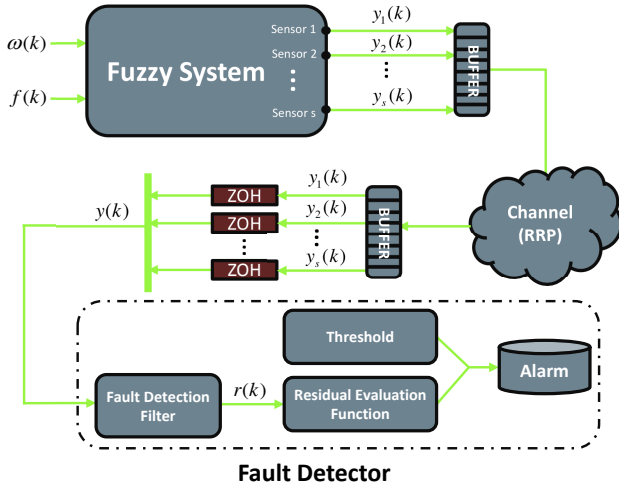 ω(k)
f(k)
Fuzzy System
Sensor 1
Sensor 2
⋮
Sensor s
y₁(k)
y₂(k)
⋮
yₛ(k)
BUFFER
Channel
(RRP)
BUFFER
y₁(k)
y₂(k)
⋮
yₛ(k)
ZOH
ZOH
⋮
ZOH
y(k)
Threshold
Alarm
Fault Detection
Filter
r(k)
Residual Evaluation
Function
Fault Detector